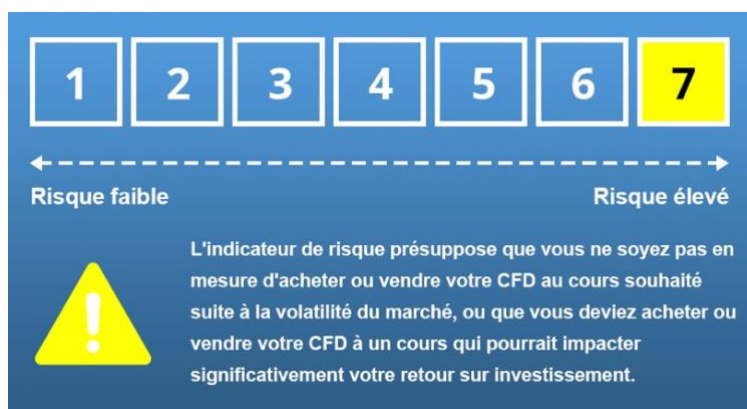 1 2 3 4 5 6 7
Risque faible Risque élevé
L'indicateur de risque présuppose que vous ne soyez pas en
mesure d'acheter ou vendre votre CFD au cours souhaité
suite à la volatilité du marché, ou que vous deviez acheter ou
vendre votre CFD à un cours qui pourrait impacter
significativement votre retour sur investissement.